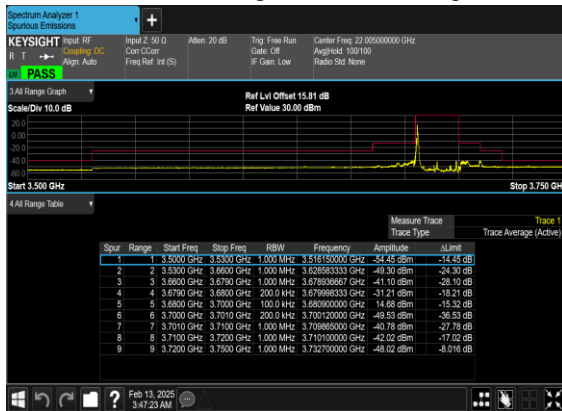 Spectrum Analyzer 1
Spurious Emissions
KEYSIGHT Input: RF Input Z: 50 Ω Atten: 20 dB Trig: Free Run Center Freq: 22.005000000 GHz
R T Coupling: DC Corr CCorr Gate: Off Avg|Hold: 100/100
Align: Auto Freq Ref: Int (S) IF Gain: Low Radio Std: None
PASS
3 All Range Graph
Ref Lvl Offset 15.81 dB
Scale/Div 10.0 dB Ref Value 30.00 dBm
20.0
0.00
-20.0
-40.0
-60.0
Start 3.500 GHz Stop 3.750 GH
4 All Range Table
Measure Trace Trace 1
Trace Type Trace Average (Active)
Spur Range Start Freq Stop Freq RBW Frequency Amplitude ΔLimit
1 1 3.5000 GHz 3.5300 GHz 1.000 MHz 3.516150000 GHz -54.45 dBm -14.45 dB
2 2 3.5300 GHz 3.6600 GHz 1.000 MHz 3.628583333 GHz -49.30 dBm -24.30 dB
3 3 3.6600 GHz 3.6790 GHz 1.000 MHz 3.678936667 GHz -41.10 dBm -28.10 dB
4 4 3.6790 GHz 3.6800 GHz 200.0 kHz 3.679998333 GHz -31.21 dBm -18.21 dB
5 5 3.6800 GHz 3.7000 GHz 100.0 kHz 3.680900000 GHz 14.68 dBm -15.32 dB
6 6 3.7000 GHz 3.7010 GHz 200.0 kHz 3.700120000 GHz -49.53 dBm -36.53 dB
7 7 3.7010 GHz 3.7100 GHz 1.000 MHz 3.709865000 GHz -40.78 dBm -27.78 dB
8 8 3.7100 GHz 3.7200 GHz 1.000 MHz 3.710100000 GHz -42.02 dBm -17.02 dB
9 9 3.7200 GHz 3.7500 GHz 1.000 MHz 3.732700000 GHz -48.02 dBm -8.016 dB
? Feb 13, 2025
3:47:23 AM